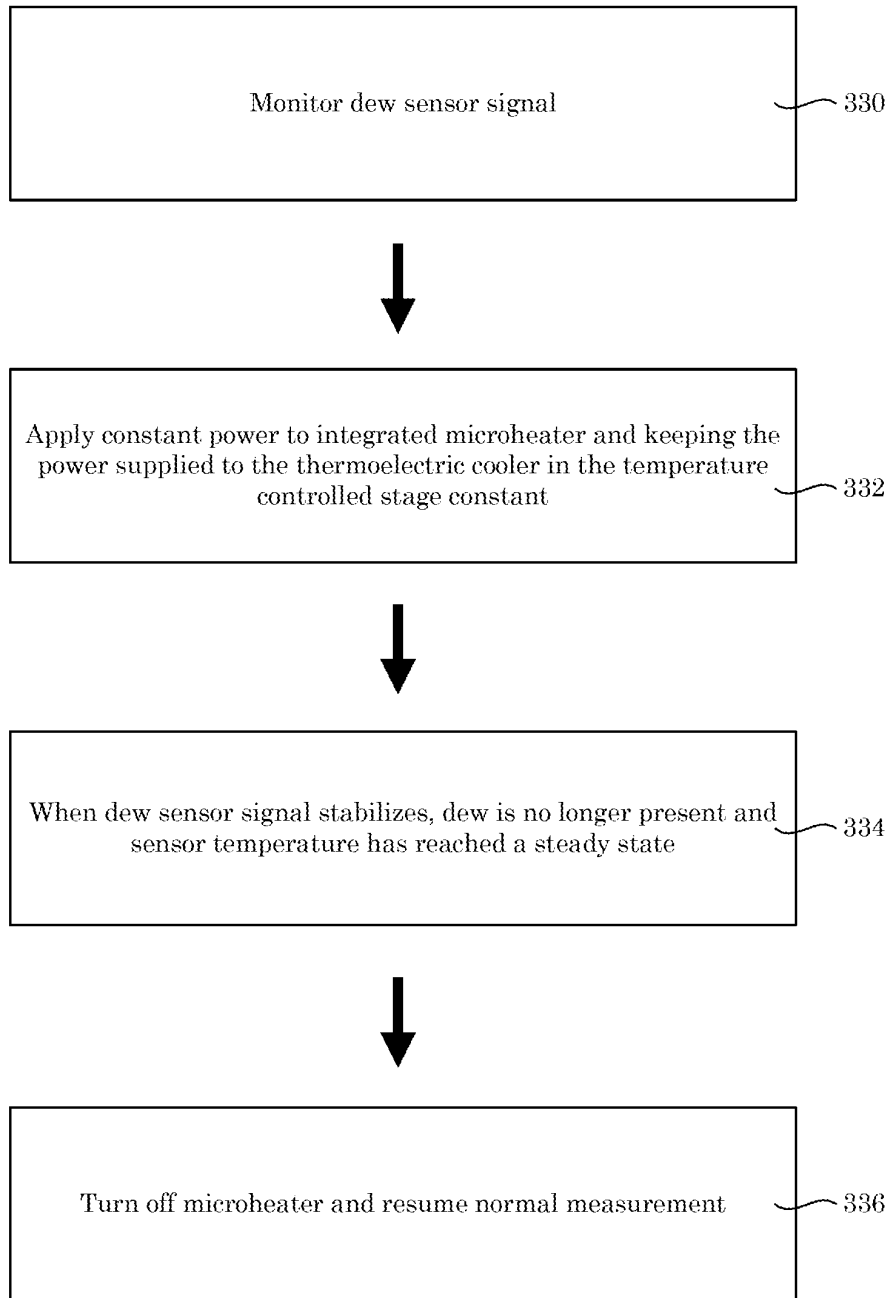 Monitor dew sensor signal
330
Apply constant power to integrated microheater and keeping the
power supplied to the thermoelectric cooler in the temperature
controlled stage constant
332
When dew sensor signal stabilizes, dew is no longer present and
sensor temperature has reached a steady state
334
Turn off microheater and resume normal measurement
336